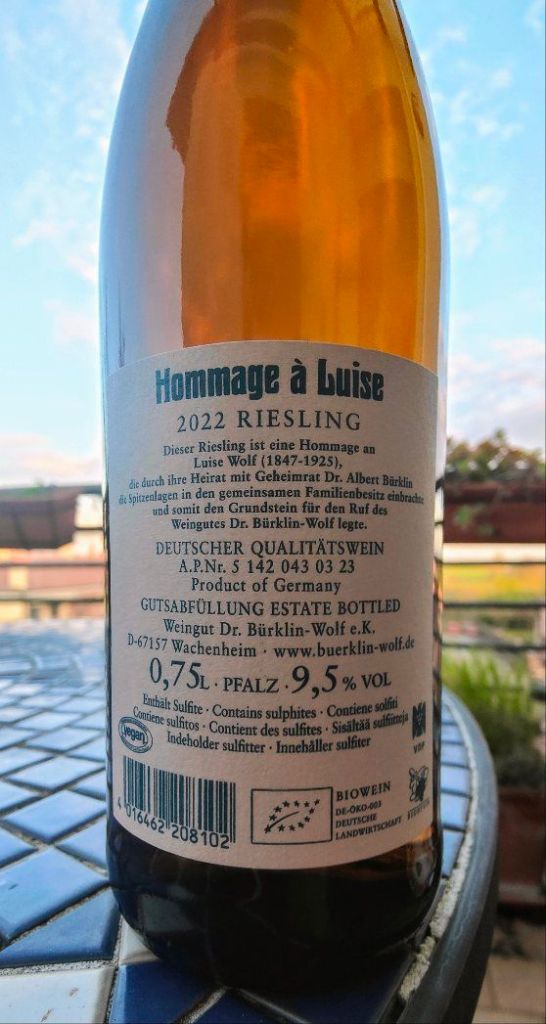 Hommage à Luise
2022 RIESLING
Dieser Riesling ist eine Hommage an
Luise Wolf (1847-1925),
die durch ihre Heirat mit Geheimrat Dr. Albert Bürklin
die Spitzenlagen in den gemeinsamen Familienbesitz einbrachte
und somit den Grundstein für den Ruf des
Weingutes Dr. Bürklin-Wolf legte.
DEUTSCHER QUALITÄTSWEIN
A.P.Nr. 5 142 043 03 23
Product of Germany
GUTSABFÜLLUNG ESTATE BOTTLED
Weingut Dr. Bürklin-Wolf e.K.
D-67157 Wachenheim · www.buerklin-wolf.de
0,75L · PFALZ · 9,5% VOL
Enthält Sulfite · Contains sulphites · Contiene solfiti
Contiene sulfitos · Contient des sulfites · Sisältää sulfiitteja
Indeholder sulfitter · Innehåller sulfiter
vegan
VDP
4 016462 208102
BIOWEIN
DE-ÖKO-003
DEUTSCHE
LANDWIRTSCHAFT